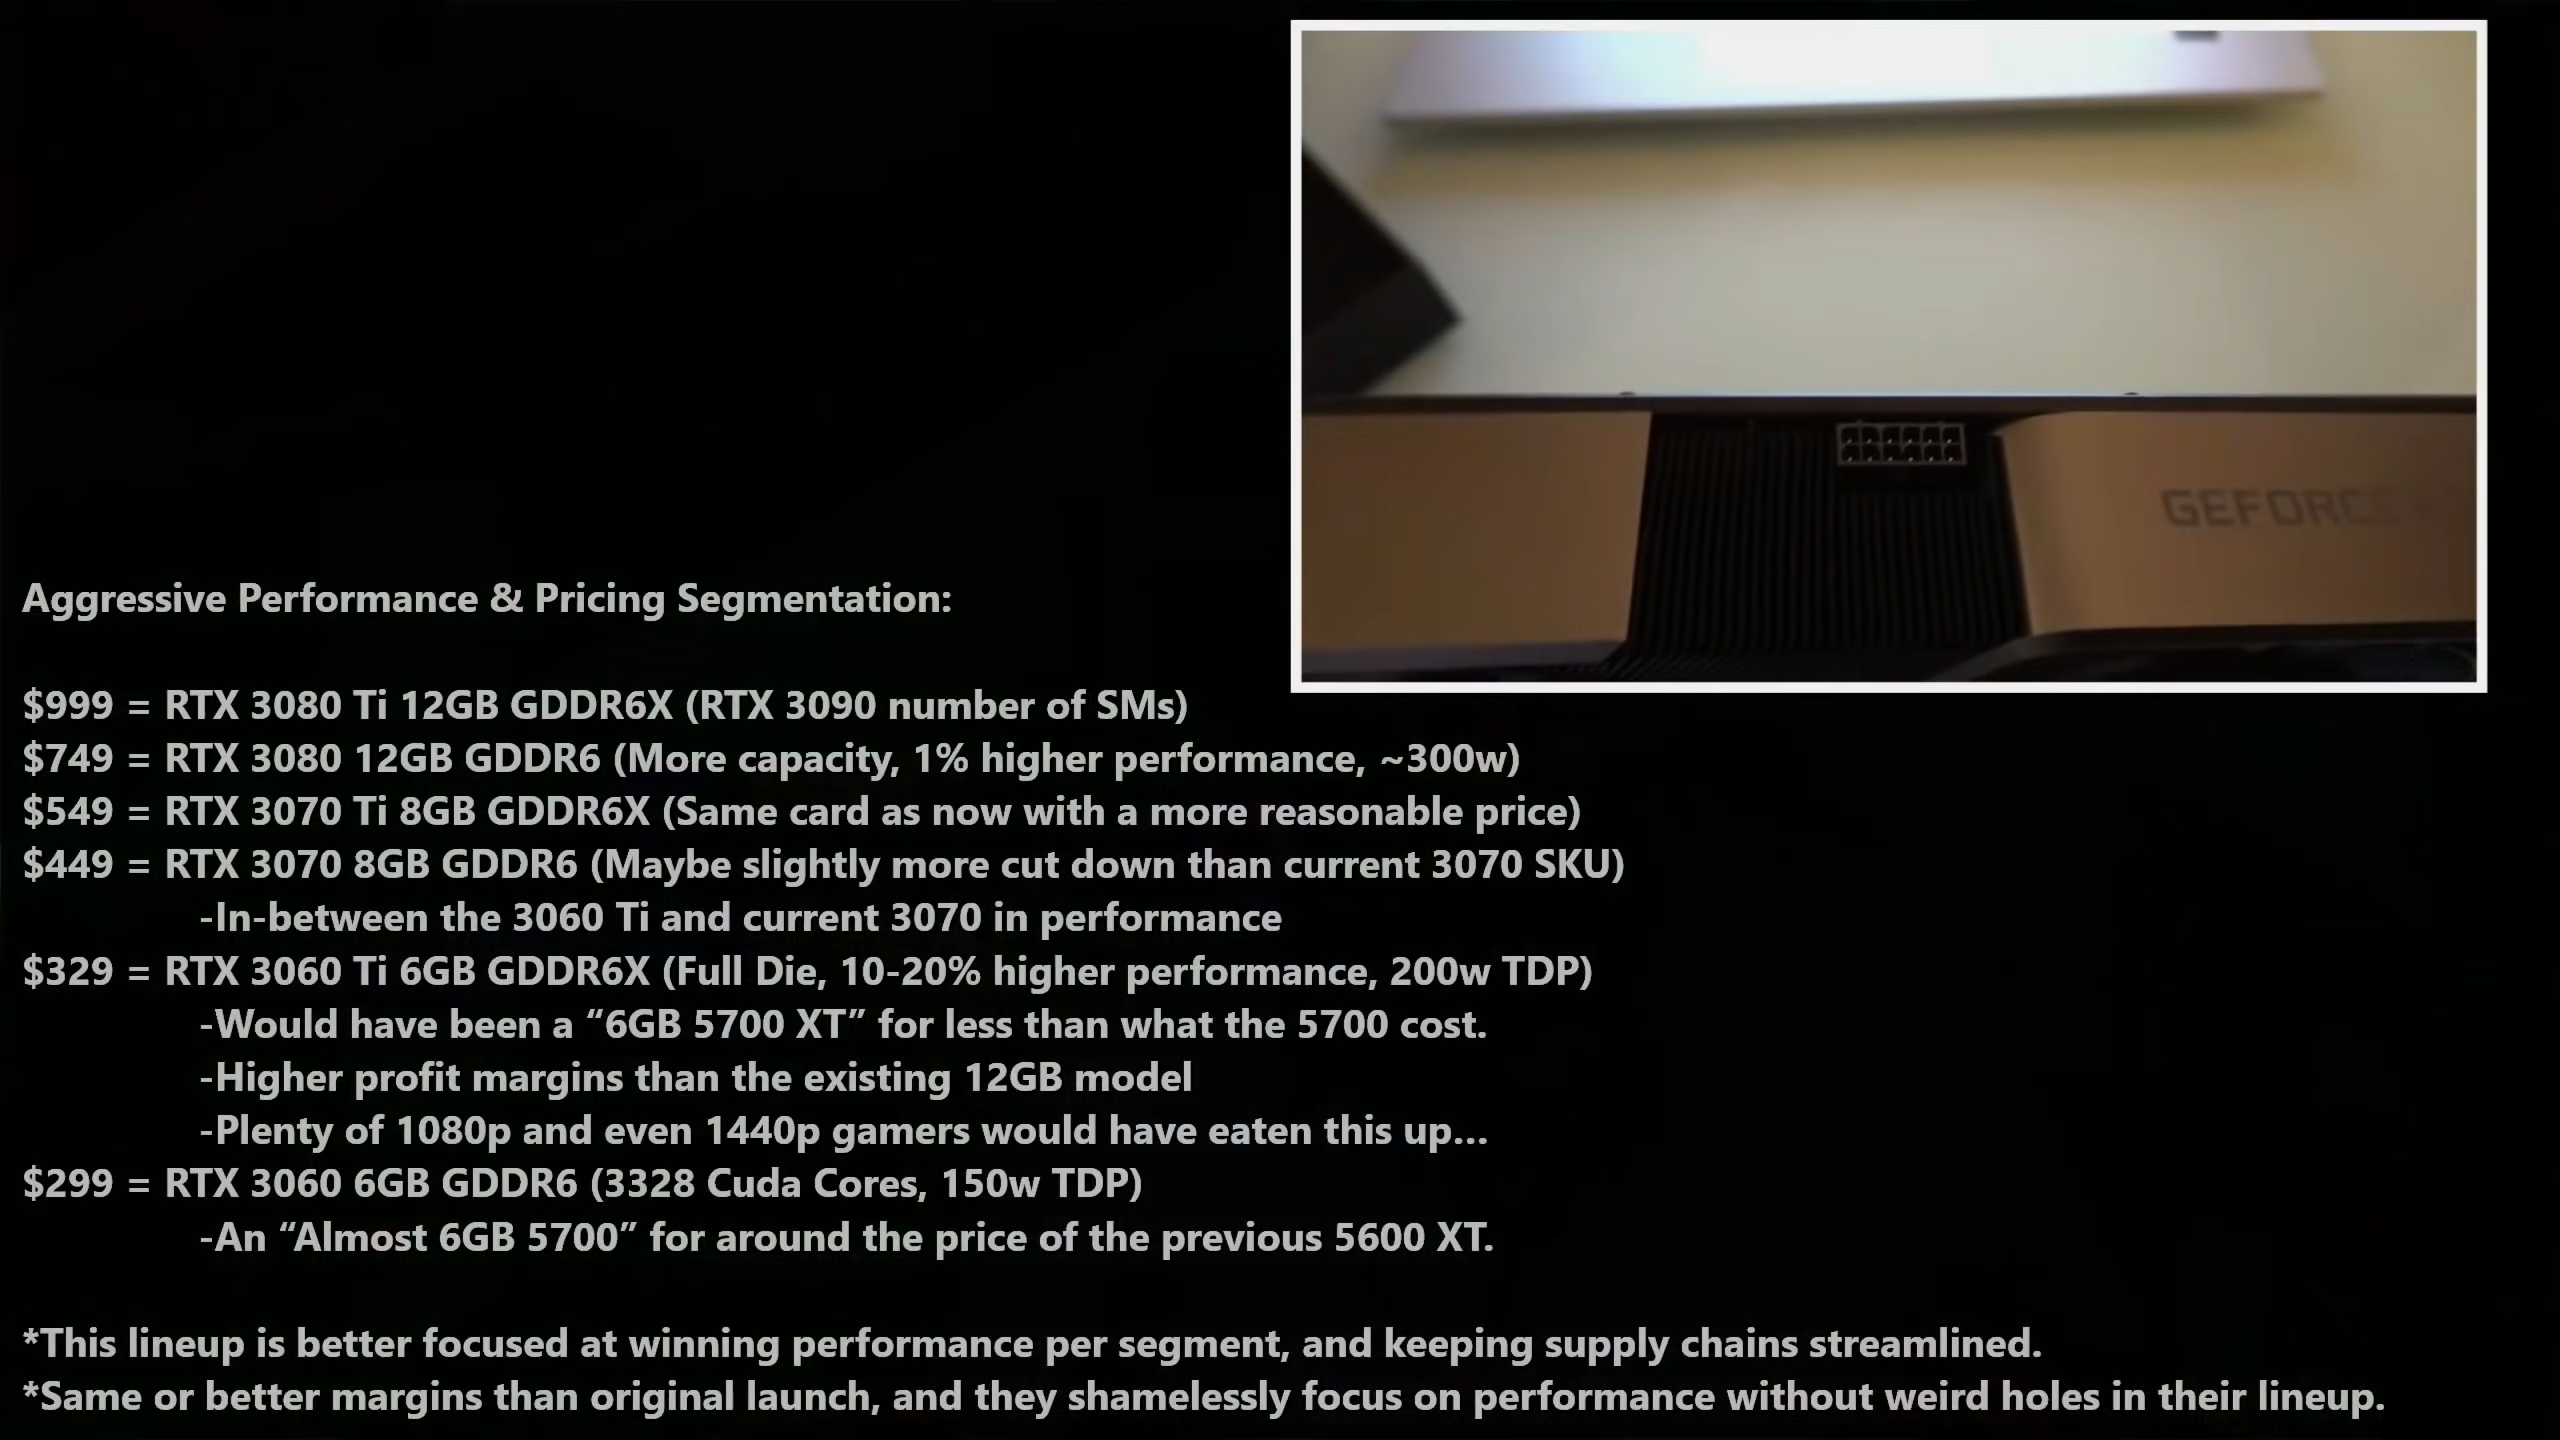 GEFORCE
Aggressive Performance & Pricing Segmentation:
$999 = RTX 3080 Ti 12GB GDDR6X (RTX 3090 number of SMs)
$749 = RTX 3080 12GB GDDR6 (More capacity, 1% higher performance, ~300w)
$549 = RTX 3070 Ti 8GB GDDR6X (Same card as now with a more reasonable price)
$449 = RTX 3070 8GB GDDR6 (Maybe slightly more cut down than current 3070 SKU)
-In-between the 3060 Ti and current 3070 in performance
$329 = RTX 3060 Ti 6GB GDDR6X (Full Die, 10-20% higher performance, 200w TDP)
-Would have been a “6GB 5700 XT” for less than what the 5700 cost.
-Higher profit margins than the existing 12GB model
-Plenty of 1080p and even 1440p gamers would have eaten this up...
$299 = RTX 3060 6GB GDDR6 (3328 Cuda Cores, 150w TDP)
-An “Almost 6GB 5700” for around the price of the previous 5600 XT.
*This lineup is better focused at winning performance per segment, and keeping supply chains streamlined.
*Same or better margins than original launch, and they shamelessly focus on performance without weird holes in their lineup.